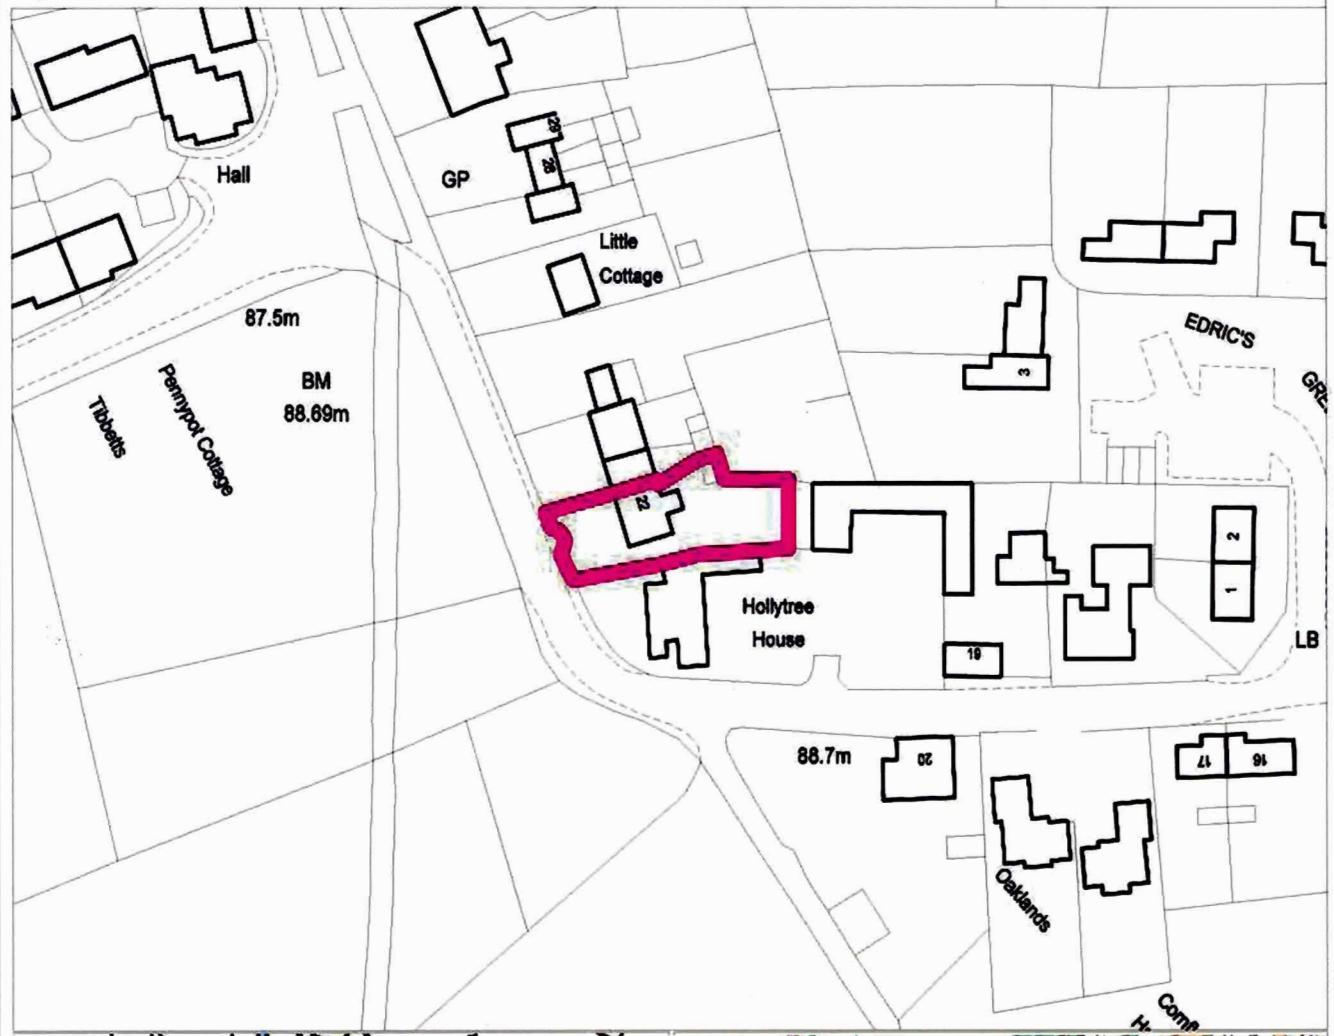 29
28
Hall
GP
Little
Cottage
87.5m
EDRIC'S
Pennypot Cottage
Tibbetts
BM
88.69m
3
22
2
1
Hollytree
House
19
LB
88.7m
20
17
16
Oaklands